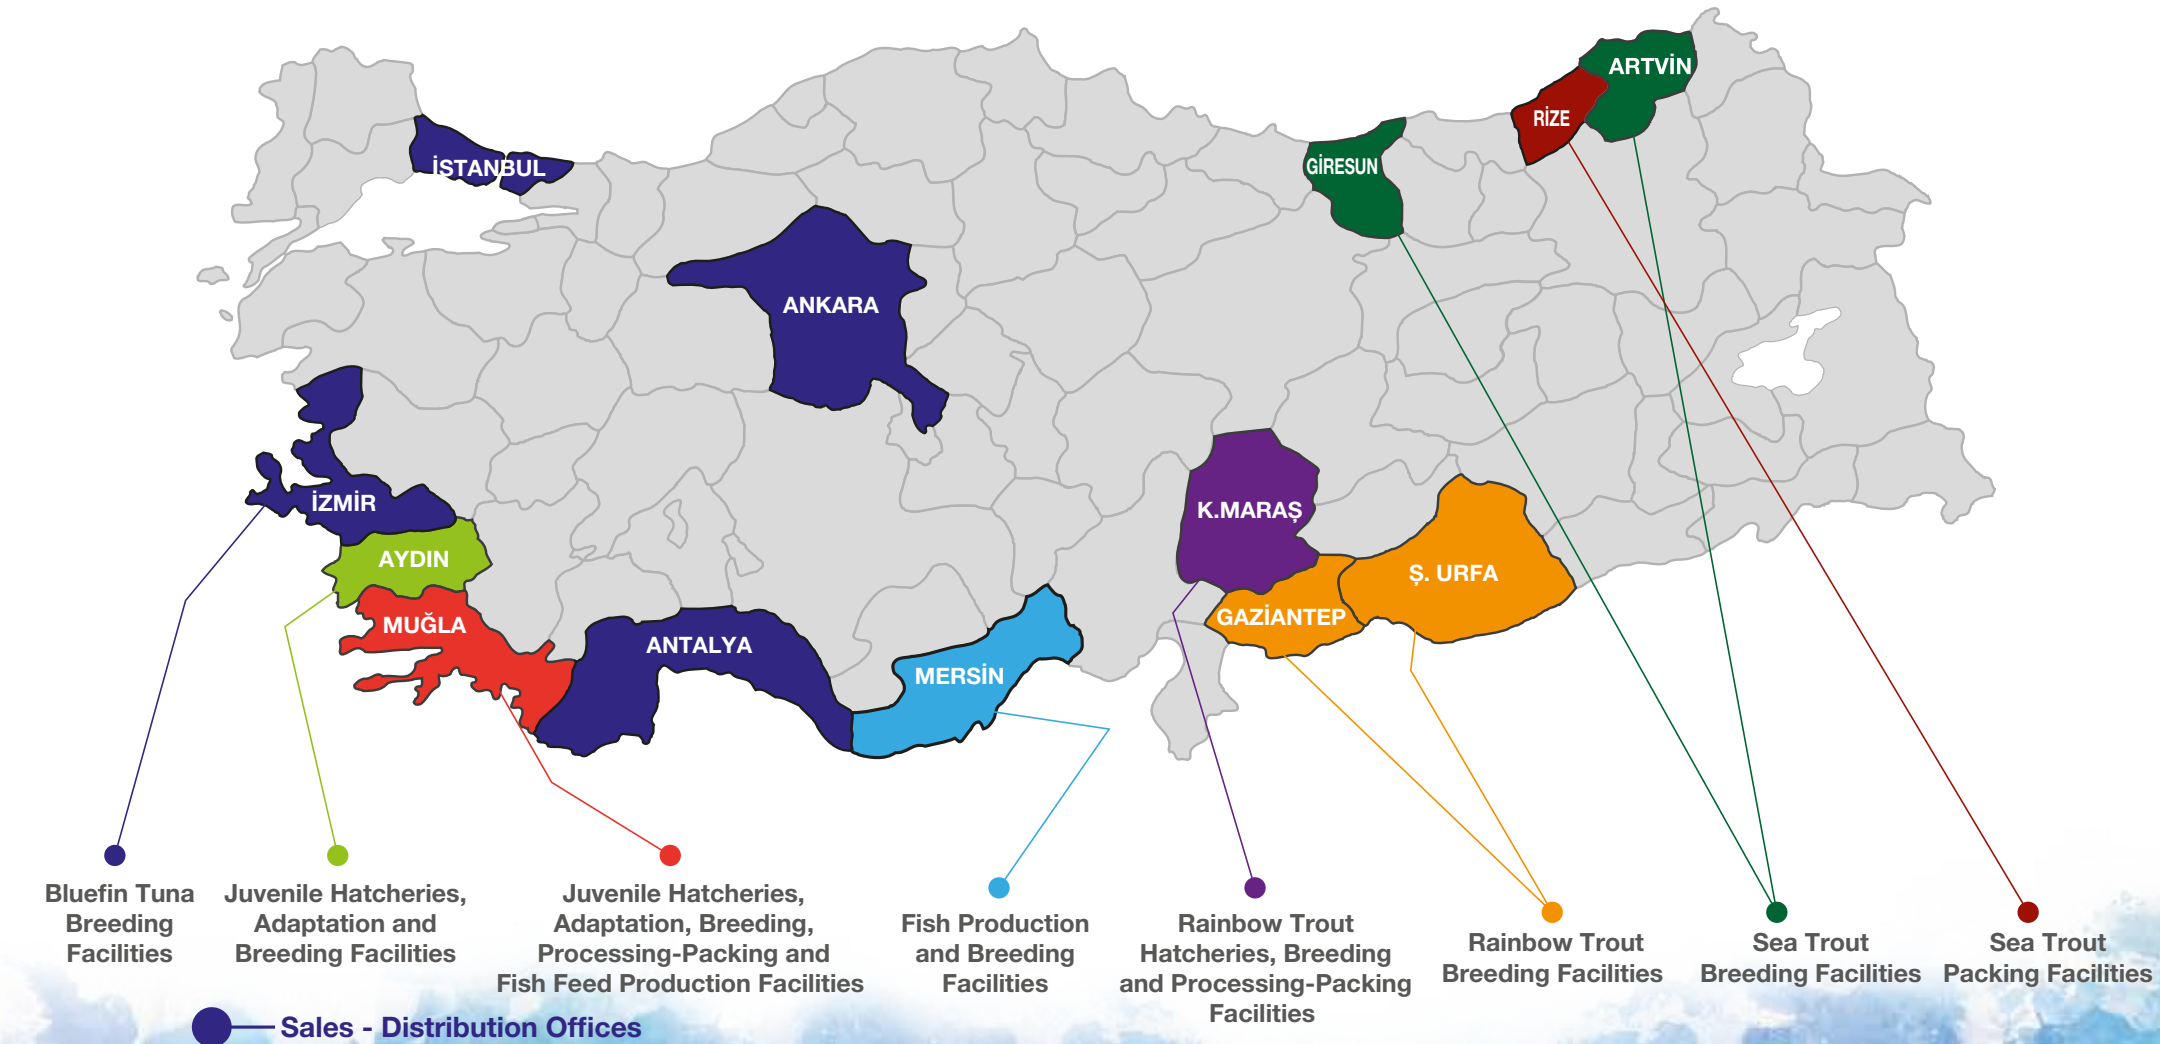 ARTVİN
RİZE
İSTANBUL
GİRESUN
ANKARA
İZMİR
K.MARAŞ
AYDIN
Ş. URFA
GAZİANTEP
MUĞLA
ANTALYA
MERSİN
Bluefin Tuna
Breeding
Facilities
Juvenile Hatcheries,
Adaptation and
Breeding Facilities
Juvenile Hatcheries,
Adaptation, Breeding,
Processing-Packing and
Fish Feed Production Facilities
Fish Production
and Breeding
Facilities
Rainbow Trout
Hatcheries, Breeding
and Processing-Packing
Facilities
Rainbow Trout
Breeding Facilities
Sea Trout
Breeding Facilities
Sea Trout
Packing Facilities
Sales - Distribution Offices